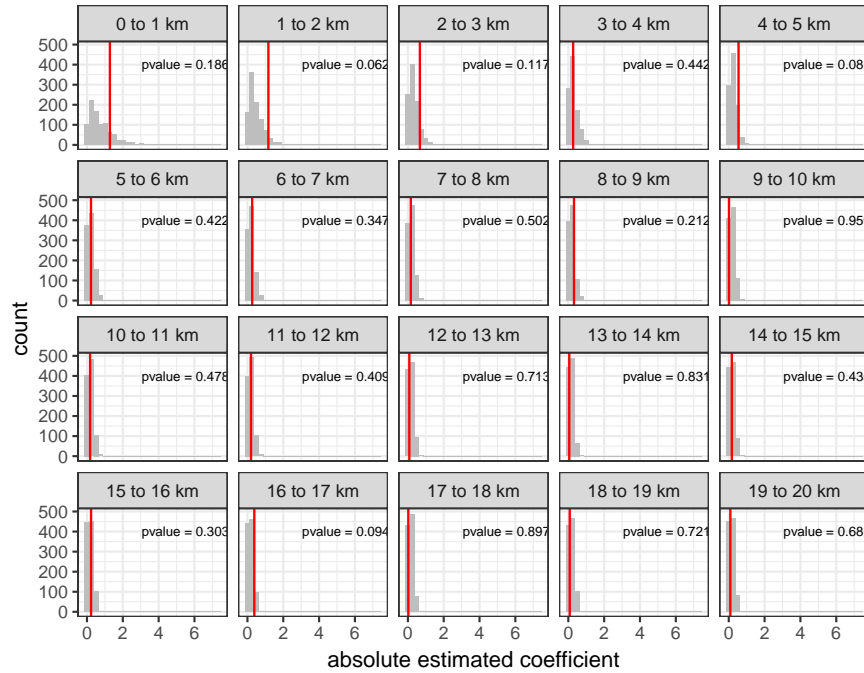 0 to 1 km 1 to 2 km 2 to 3 km 3 to 4 km 4 to 5 km
500
400
300
200
100
0
pvalue = 0.186 pvalue = 0.062 pvalue = 0.117 pvalue = 0.442 pvalue = 0.08
5 to 6 km 6 to 7 km 7 to 8 km 8 to 9 km 9 to 10 km
500
400
300
200
100
0
pvalue = 0.422 pvalue = 0.347 pvalue = 0.502 pvalue = 0.212 pvalue = 0.95
count
10 to 11 km 11 to 12 km 12 to 13 km 13 to 14 km 14 to 15 km
500
400
300
200
100
0
pvalue = 0.478 pvalue = 0.409 pvalue = 0.713 pvalue = 0.831 pvalue = 0.43
15 to 16 km 16 to 17 km 17 to 18 km 18 to 19 km 19 to 20 km
500
400
300
200
100
0
pvalue = 0.303 pvalue = 0.094 pvalue = 0.897 pvalue = 0.721 pvalue = 0.68
0 2 4 6 0 2 4 6 0 2 4 6 0 2 4 6 0 2 4 6
absolute estimated coefficient